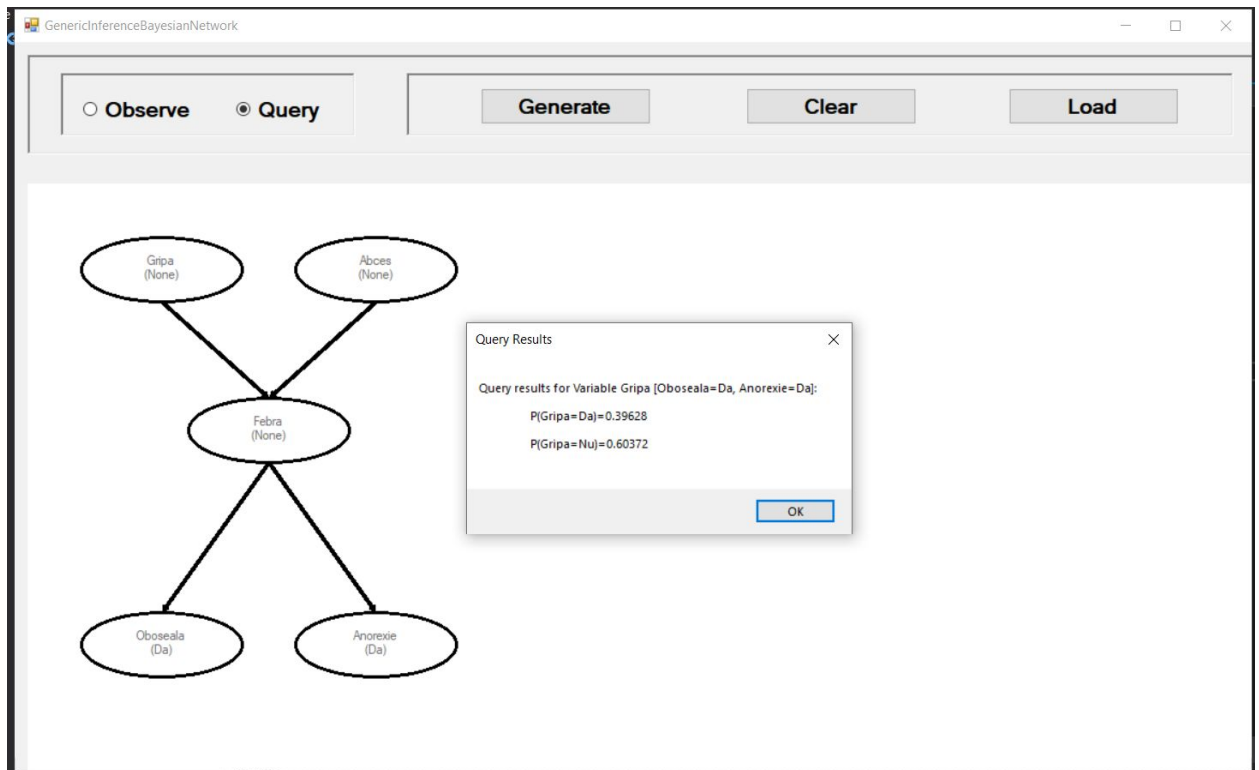 GenericInferenceBayesianNetwork
Observe
Query
Generate
Clear
Load
Gripa
(None)
Abces
(None)
Febra
(None)
Oboseala
(Da)
Anorexie
(Da)
Query Results
Query results for Variable Gripa [Oboseala=Da, Anorexie=Da]:
P(Gripa=Da)=0.39628
P(Gripa=Nu)=0.60372
OK